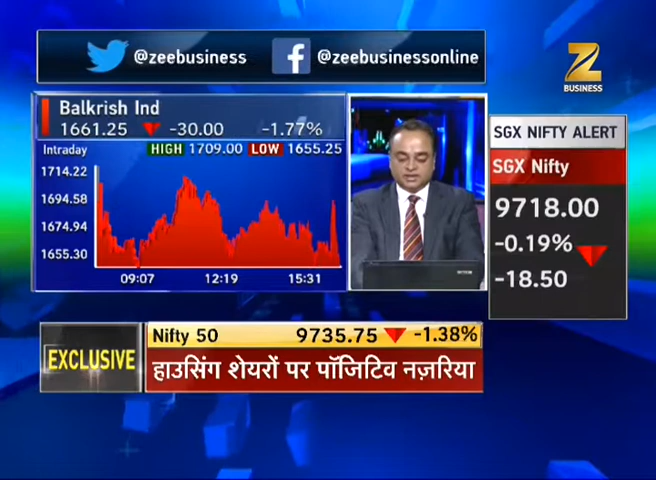 @zeebusiness
@zeebusinessonline
Z
BUSINESS
Balkrish Ind
1661.25 -30.00 -1.77%
Intraday HIGH 1709.00 LOW 1655.25
1714.22
1694.58
1674.94
1655.30
09:07 12:19 15:31
SGX NIFTY ALERT
SGX Nifty
9718.00
-0.19%
-18.50
EXCLUSIVE
Nifty 50 9735.75 -1.38%
हाउसिंग शेयरों पर पॉजिटिव नज़रिया